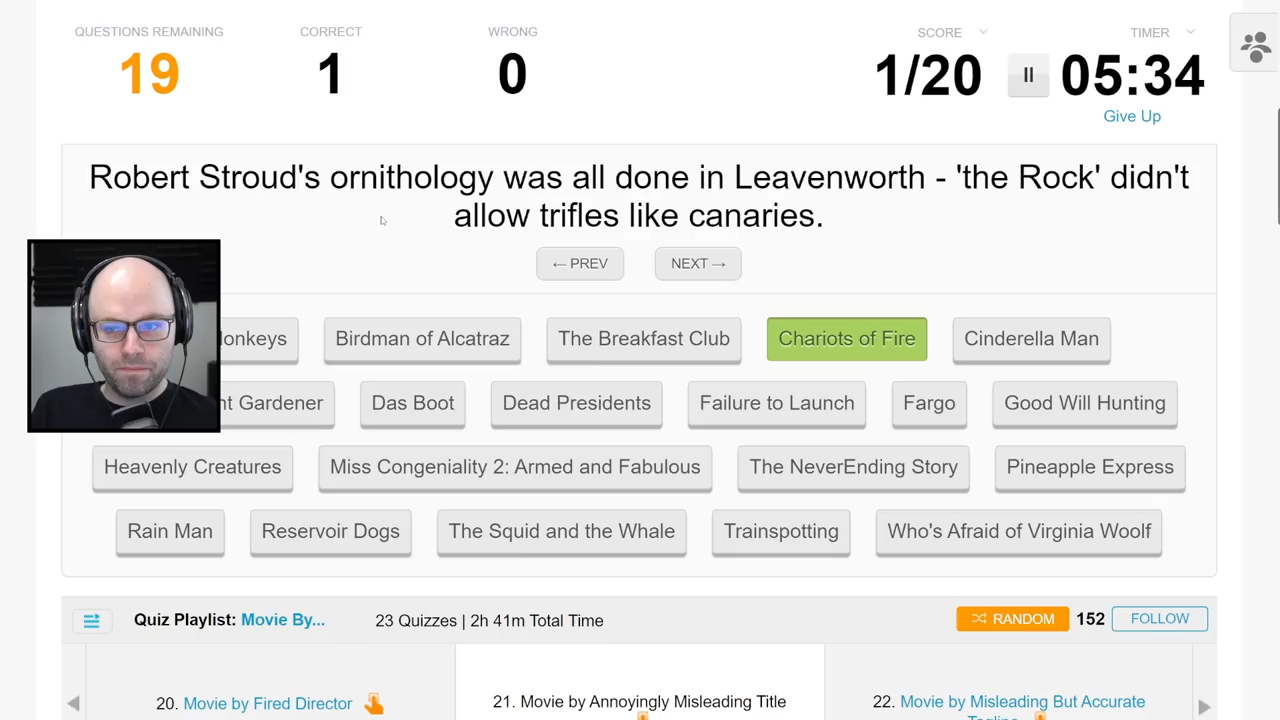 QUESTIONS REMAINING
19
CORRECT
1
WRONG
0
SCORE
1/20
TIMER
05:34
Give Up
Robert Stroud's ornithology was all done in Leavenworth - 'the Rock' didn't
allow trifles like canaries.
← PREV
NEXT →
onkeys
Birdman of Alcatraz
The Breakfast Club
Chariots of Fire
Cinderella Man
nt Gardener
Das Boot
Dead Presidents
Failure to Launch
Fargo
Good Will Hunting
Heavenly Creatures
Miss Congeniality 2: Armed and Fabulous
The NeverEnding Story
Pineapple Express
Rain Man
Reservoir Dogs
The Squid and the Whale
Trainspotting
Who's Afraid of Virginia Woolf
Quiz Playlist: Movie By...
23 Quizzes | 2h 41m Total Time
RANDOM
152
FOLLOW
20. Movie by Fired Director
21. Movie by Annoyingly Misleading Title
22. Movie by Misleading But Accurate
Tagline